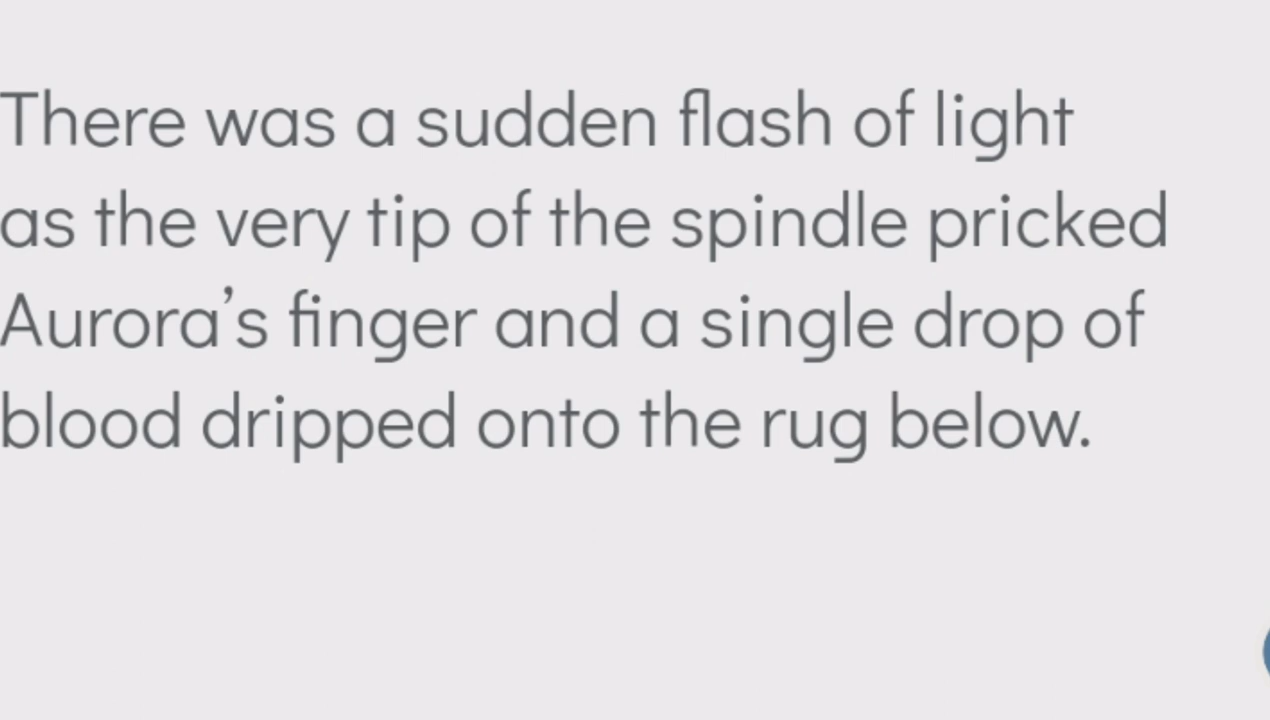 There was a sudden flash of light
as the very tip of the spindle pricked
Aurora’s finger and a single drop of
blood dripped onto the rug below.